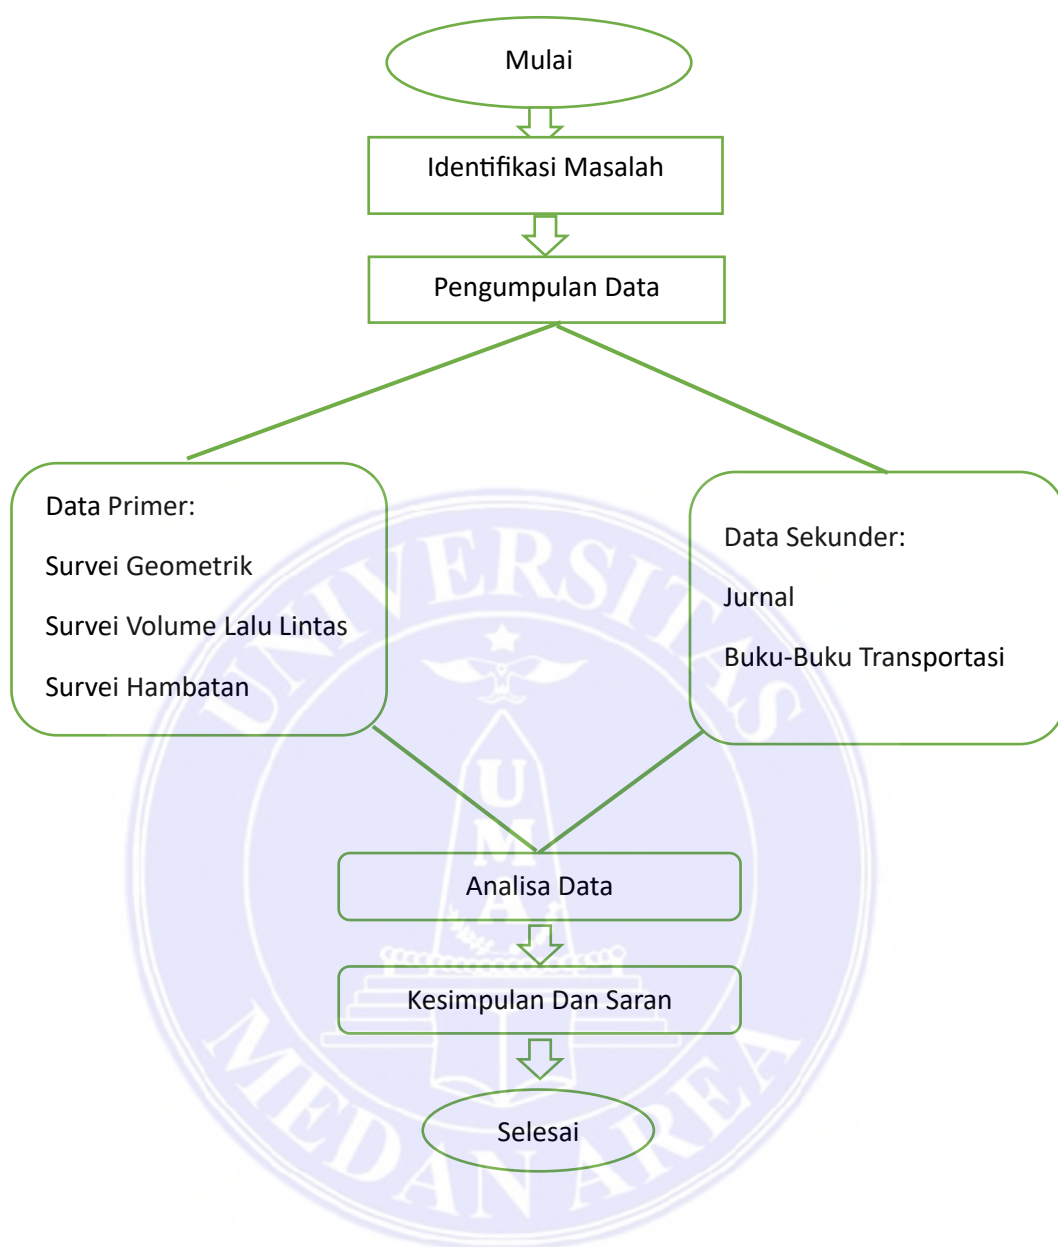 Mulai
Identifikasi Masalah
Pengumpulan Data
Data Primer:
Survei Geometrik
Survei Volume Lalu Lintas
Survei Hambatan
Data Sekunder:
Jurnal
Buku-Buku Transportasi
Analisa Data
Kesimpulan Dan Saran
Selesai
UNIVERSITAS
U
M
A
MEDAN AREA